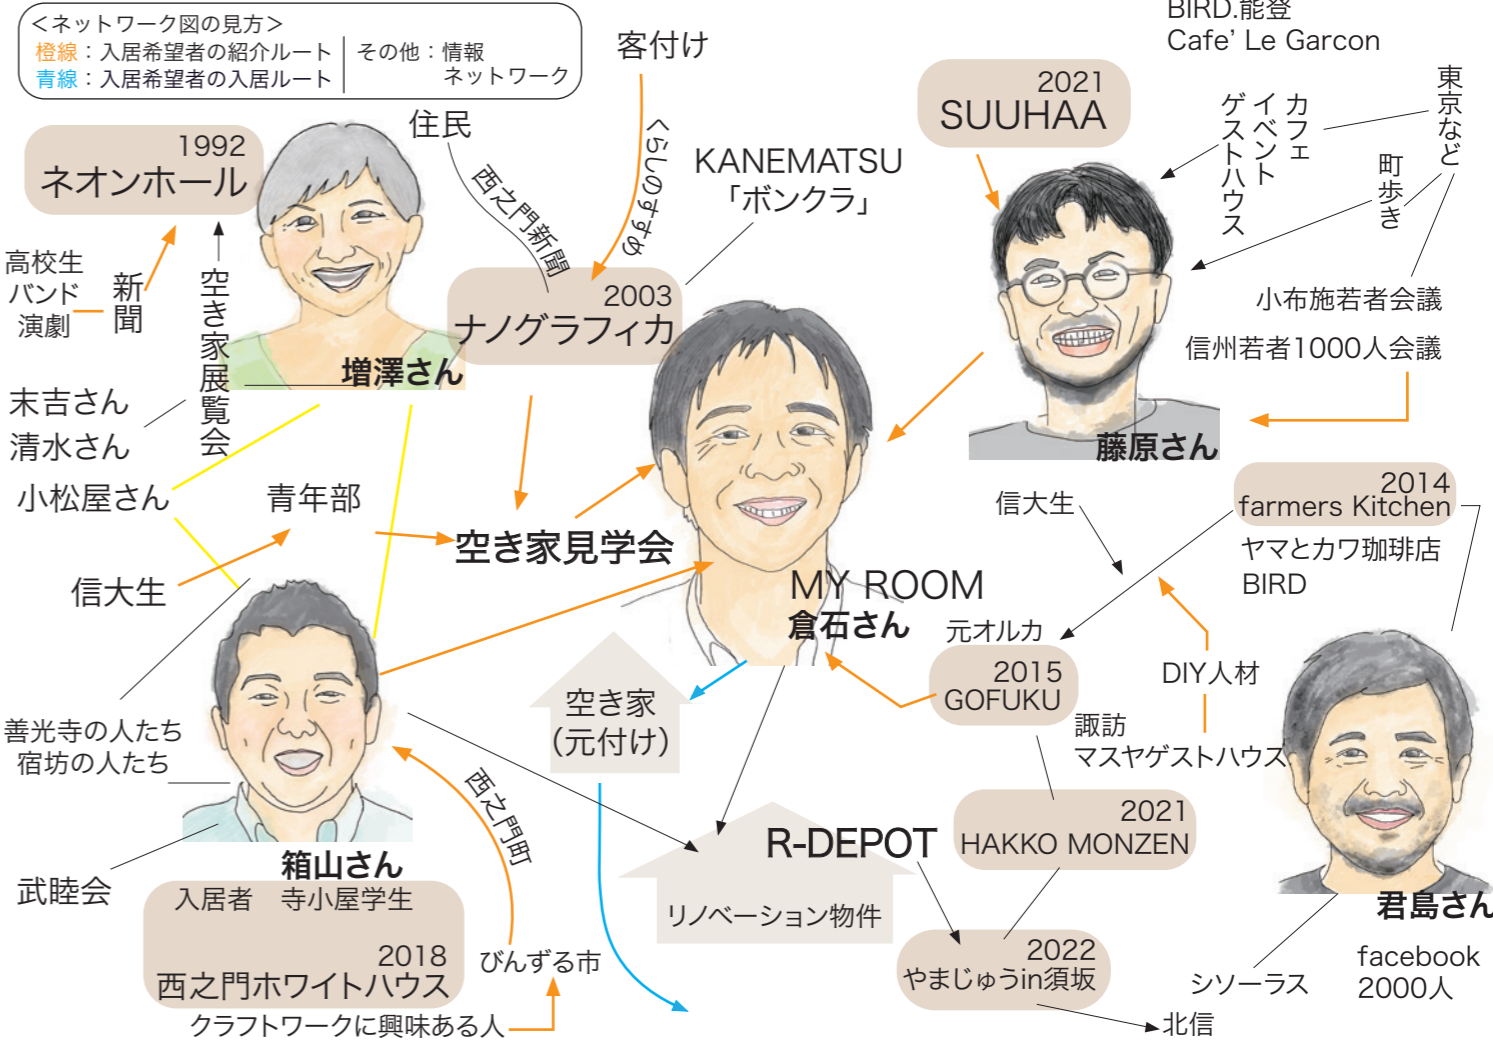 ＜ネットワーク図の見方＞
橙線：入居希望者の紹介ルート
青線：入居希望者の入居ルート
その他：情報
ネットワーク
客付け
くらしのすすめ
BIRD.能登
Cafe’ Le Garcon
2021
SUUHAA
カフェ
イベント
ゲストハウス
東京など
町歩き
小布施若者会議
信州若者1000人会議
藤原さん
1992
ネオンホール
住民
西之門新聞
KANEMATSU
「ボンクラ」
2003
ナノグラフィカ
高校生
バンド
演劇
新聞
空き家展覧会
増澤さん
末吉さん
清水さん
小松屋さん
青年部
信大生
空き家見学会
MY ROOM
倉石さん
信大生
2014
farmers Kitchen
ヤマとカワ珈琲店
BIRD
元オルカ
2015
GOFUKU
DIY人材
諏訪
マスヤゲストハウス
空き家
（元付け）
善光寺の人たち
宿坊の人たち
武睦会
箱山さん
西之門町
入居者　寺小屋学生
2018
西之門ホワイトハウス
びんずる市
クラフトワークに興味ある人
R-DEPOT
リノベーション物件
2021
HAKKO MONZEN
2022
やまじゅうin須坂
北信
シソーラス
君島さん
facebook
2000人